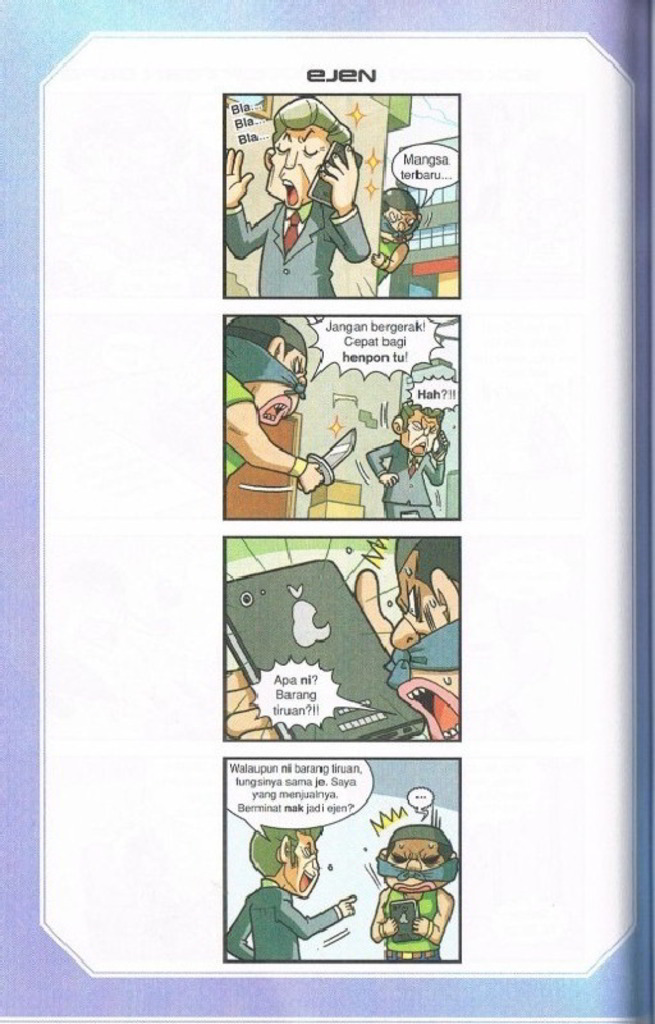 EJEN
Bla...
Bla...
Bla...
Mangsa
terbaru...
Jangan bergerak!
Cepat bagi
henpon tu!
Hah?!!
Apa ni?
Barang
tiruan?!!
Walaupun ni barang tiruan,
fungsinya sama je. Saya
yang menjualnya.
Berminat nak jadi ejen?
...